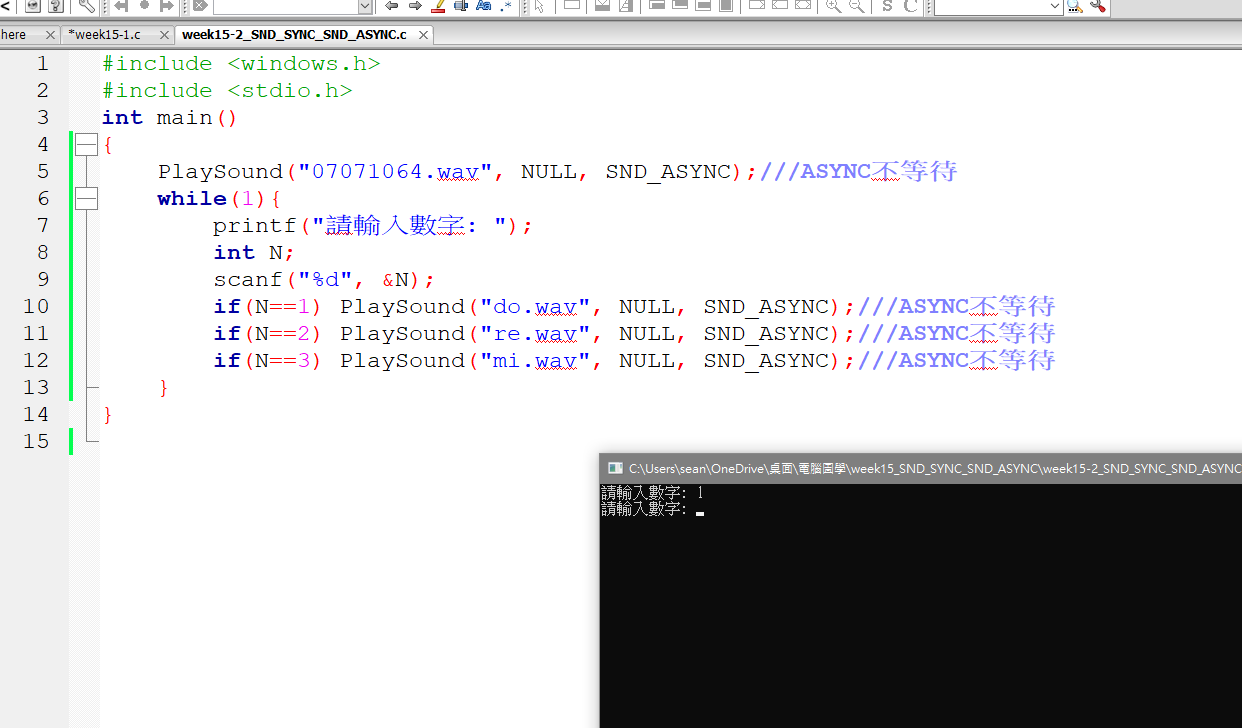 here *week15-1.c week15-2_SND_SYNC_SND_ASYNC.c
1 #include <windows.h>
2 #include <stdio.h>
3 int main()
4 {
5 PlaySound("07071064.wav", NULL, SND_ASYNC);///ASYNC不等待
6 while(1){
7 printf("請輸入數字: ");
8 int N;
9 scanf("%d", &N);
10 if(N==1) PlaySound("do.wav", NULL, SND_ASYNC);///ASYNC不等待
11 if(N==2) PlaySound("re.wav", NULL, SND_ASYNC);///ASYNC不等待
12 if(N==3) PlaySound("mi.wav", NULL, SND_ASYNC);///ASYNC不等待
13 }
14 }
15
C:\Users\sean\OneDrive\桌面\電腦圖學\week15_SND_SYNC_SND_ASYNC\week15-2_SND_SYNC_SND_ASYNC
請輸入數字: 1
請輸入數字: